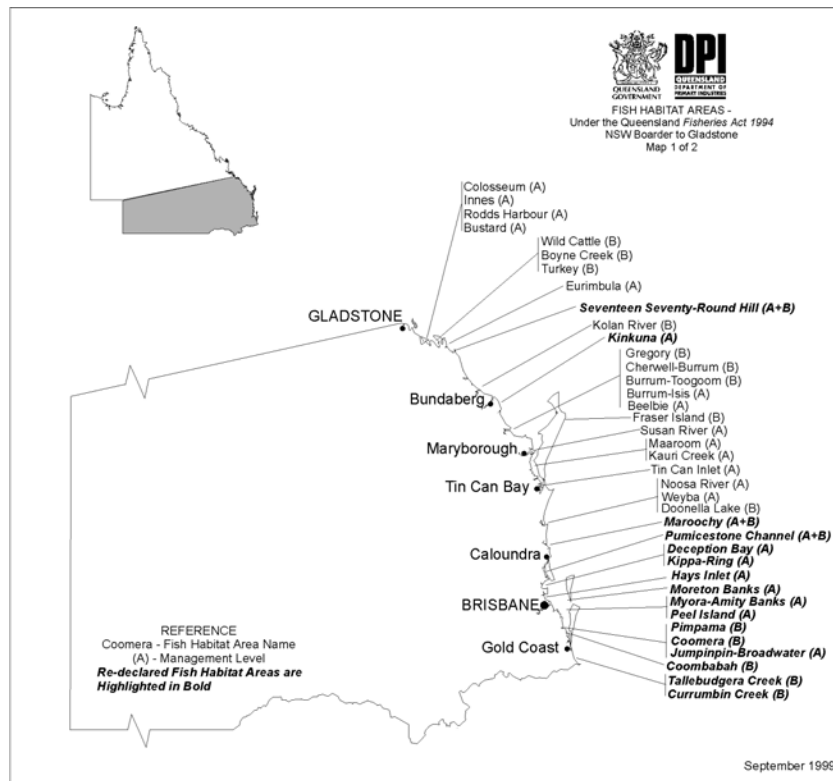 DPI
QUEENSLAND GOVERNMENT
QUEENSLAND
DEPARTMENT OF
PRIMARY INDUSTRIES
FISH HABITAT AREAS -
Under the Queensland Fisheries Act 1994
NSW Boarder to Gladstone
Map 1 of 2
Colosseum (A)
Innes (A)
Rodds Harbour (A)
Bustard (A)
Wild Cattle (B)
Boyne Creek (B)
Turkey (B)
Eurimbula (A)
Seventeen Seventy-Round Hill (A+B)
GLADSTONE
Kolan River (B)
Kinkuna (A)
Gregory (B)
Cherwell-Burrum (B)
Burrum-Toogoom (B)
Burrum-Isis (A)
Beelbie (A)
Bundaberg
Fraser Island (B)
Susan River (A)
Maryborough
Maaroom (A)
Kauri Creek (A)
Tin Can Inlet (A)
Tin Can Bay
Noosa River (A)
Weyba (A)
Doonella Lake (B)
Maroochy (A+B)
Pumicestone Channel (A+B)
Caloundra
Deception Bay (A)
Kippa-Ring (A)
Hays Inlet (A)
Moreton Banks (A)
BRISBANE
Myora-Amity Banks (A)
Peel Island (A)
Pimpama (B)
Coomera (B)
Jumpinpin-Broadwater (A)
Gold Coast
Coombabah (B)
Tallebudgera Creek (B)
Currumbin Creek (B)
REFERENCE
Coomera - Fish Habitat Area Name
(A) - Management Level
Re-declared Fish Habitat Areas are
Highlighted in Bold
September 1999